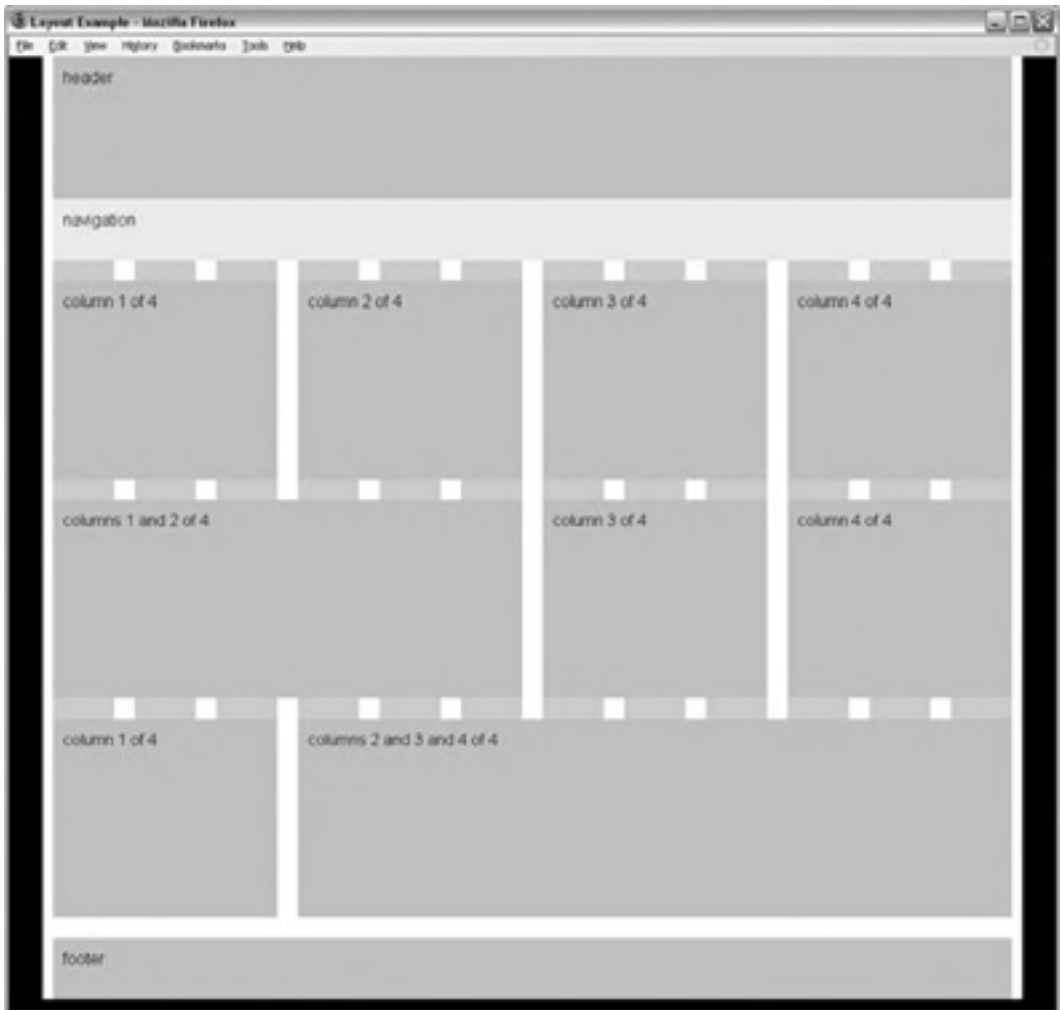 Layout Example - Mozilla Firefox
File Edit View History Bookmarks Tools Help
header
navigation
column 1 of 4 column 2 of 4 column 3 of 4 column 4 of 4
columns 1 and 2 of 4 column 3 of 4 column 4 of 4
column 1 of 4 columns 2 and 3 and 4 of 4
footer